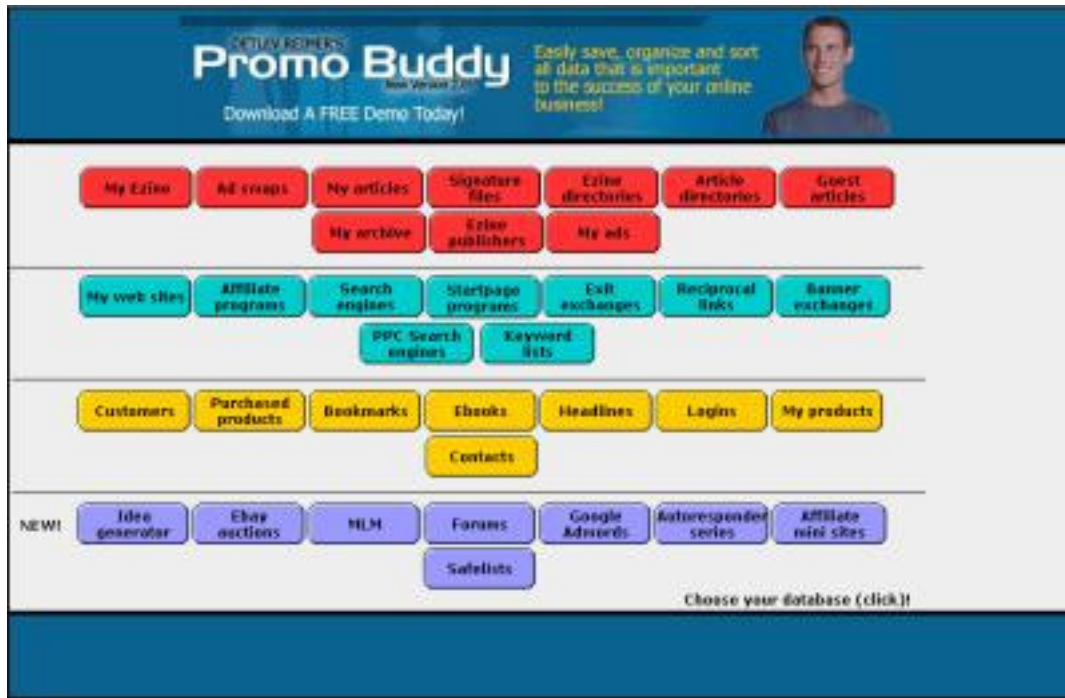 DETLEV REIMER'S
Promo Buddy
Easily save, organize and sort
all data that is important
to the success of your online
business!
New Version
Download A FREE Demo Today!
My Ezine
Ad swaps
My articles
Signature
files
Ezine
directories
Article
directories
Guest
articles
My archive
Ezine
publishers
My ads
My web sites
Affiliate
programs
Search
engines
Startpage
programs
Exit
exchanges
Reciprocal
links
Banner
exchanges
PPC Search
engines
Keyword
lists
Customers
Purchased
products
Bookmarks
Ebooks
Headlines
Logins
My products
Contacts
NEW!
Idea
generator
Ebay
auctions
MLM
Forums
Google
Adwords
Autoresponder
series
Affiliate
mini sites
Safelists
Choose your database (click)!